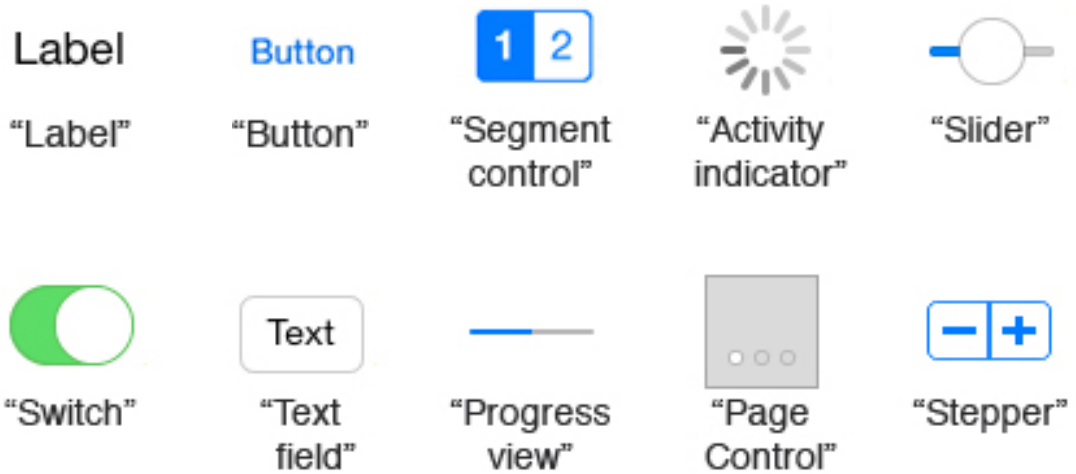 Label
Button
1 2
“Label”
“Button”
“Segment
control”
“Activity
indicator”
“Slider”
Text
“Switch”
“Text
field”
“Progress
view”
“Page
Control”
“Stepper”